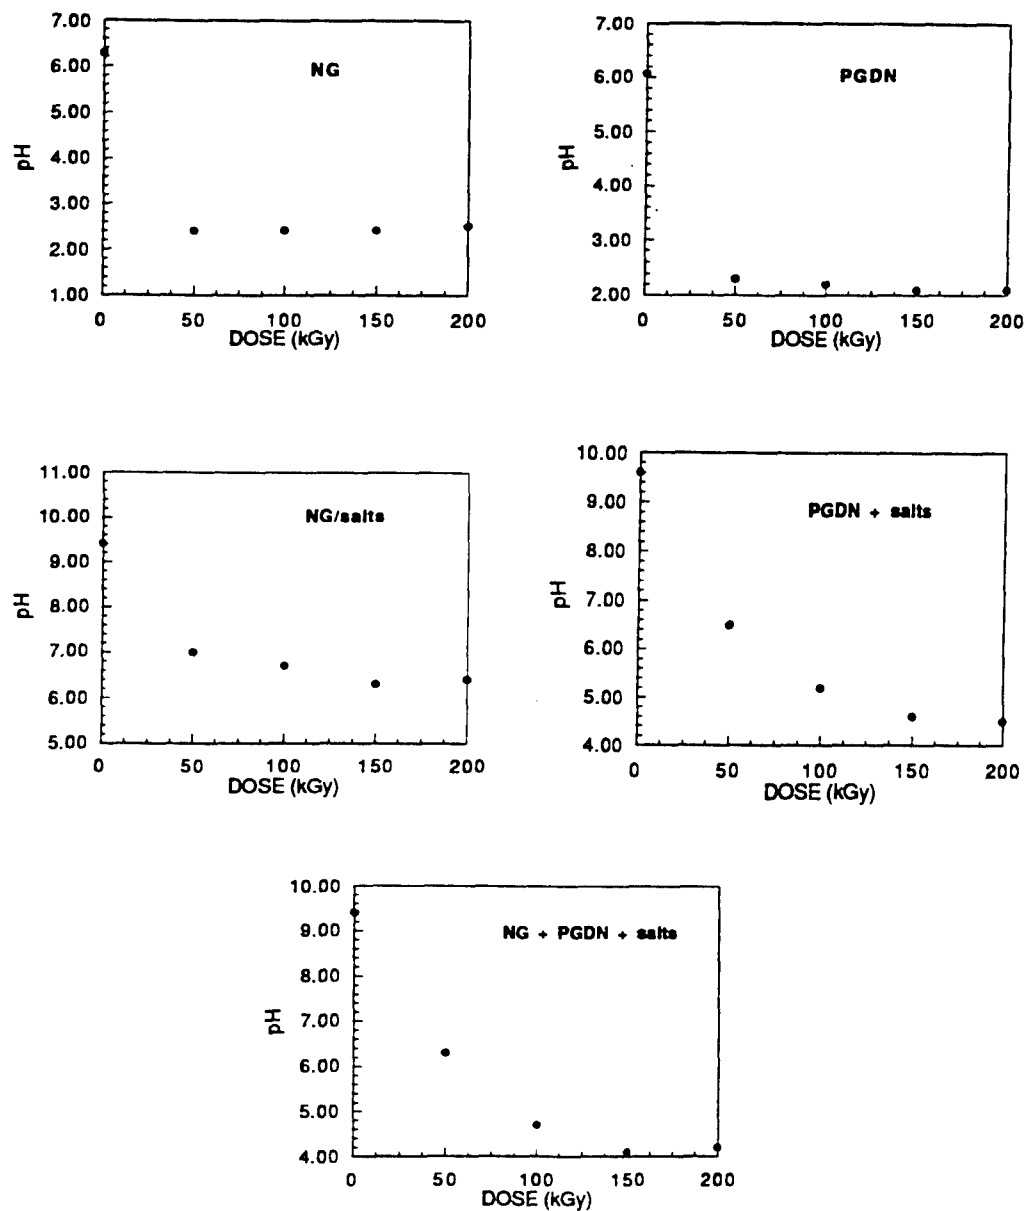 7.00
6.00
5.00
4.00
3.00
2.00
1.00
pH
NG
0 50 100 150 200
DOSE (kGy)
7.00
6.00
5.00
4.00
3.00
2.00
pH
PGDN
0 50 100 150 200
DOSE (kGy)
11.00
10.00
9.00
8.00
7.00
6.00
5.00
pH
NG/salts
0 50 100 150 200
DOSE (kGy)
10.00
9.00
8.00
7.00
6.00
5.00
4.00
pH
PGDN + salts
0 50 100 150 200
DOSE (kGy)
10.00
9.00
8.00
7.00
6.00
5.00
4.00
pH
NG + PGDN + salts
0 50 100 150 200
DOSE (kGy)